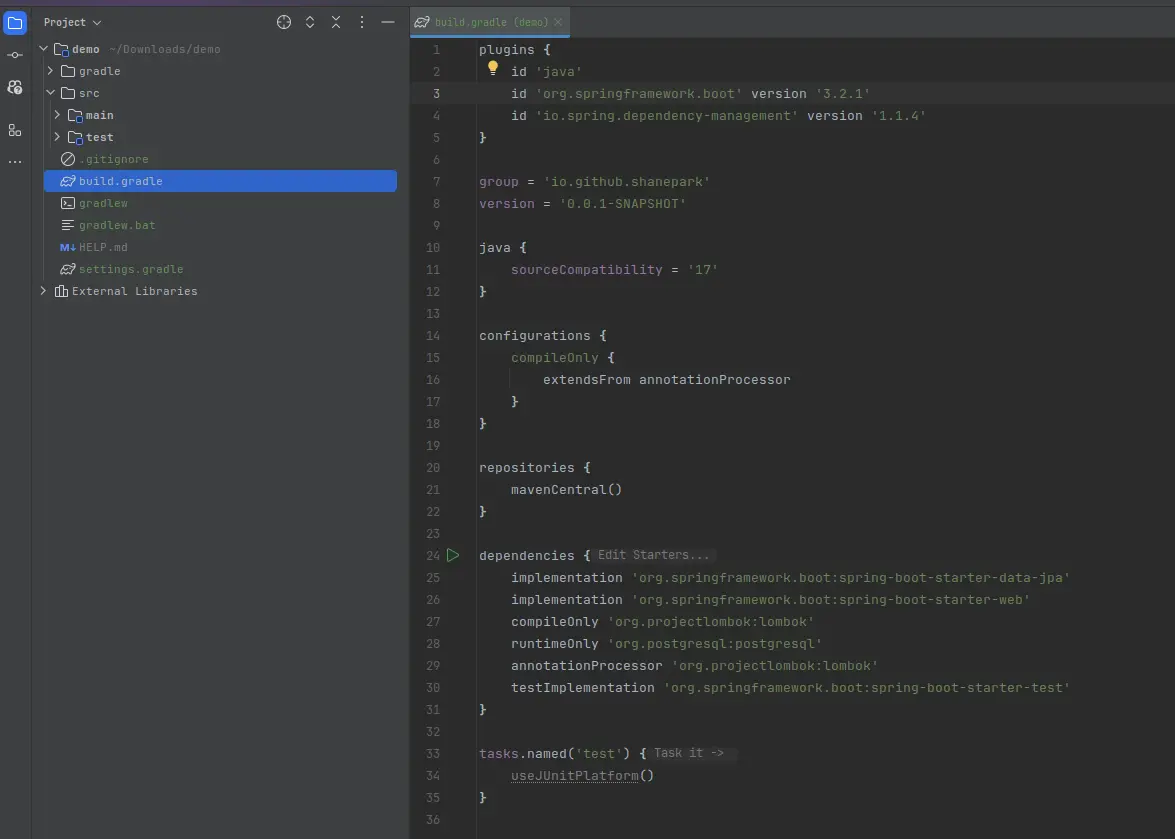 Project
demo ~/Downloads/demo
gradle
src
main
test
.gitignore
build.gradle
gradlew
gradlew.bat
M↓ HELP.md
settings.gradle
External Libraries
build.gradle (demo)
1 plugins {
2     id 'java'
3     id 'org.springframework.boot' version '3.2.1'
4     id 'io.spring.dependency-management' version '1.1.4'
5 }
6
7 group = 'io.github.shanepark'
8 version = '0.0.1-SNAPSHOT'
9
10 java {
11     sourceCompatibility = '17'
12 }
13
14 configurations {
15     compileOnly {
16         extendsFrom annotationProcessor
17     }
18 }
19
20 repositories {
21     mavenCentral()
22 }
23
24 dependencies { Edit Starters...
25     implementation 'org.springframework.boot:spring-boot-starter-data-jpa'
26     implementation 'org.springframework.boot:spring-boot-starter-web'
27     compileOnly 'org.projectlombok:lombok'
28     runtimeOnly 'org.postgresql:postgresql'
29     annotationProcessor 'org.projectlombok:lombok'
30     testImplementation 'org.springframework.boot:spring-boot-starter-test'
31 }
32
33 tasks.named('test') { Task it ->
34     useJUnitPlatform()
35 }
36